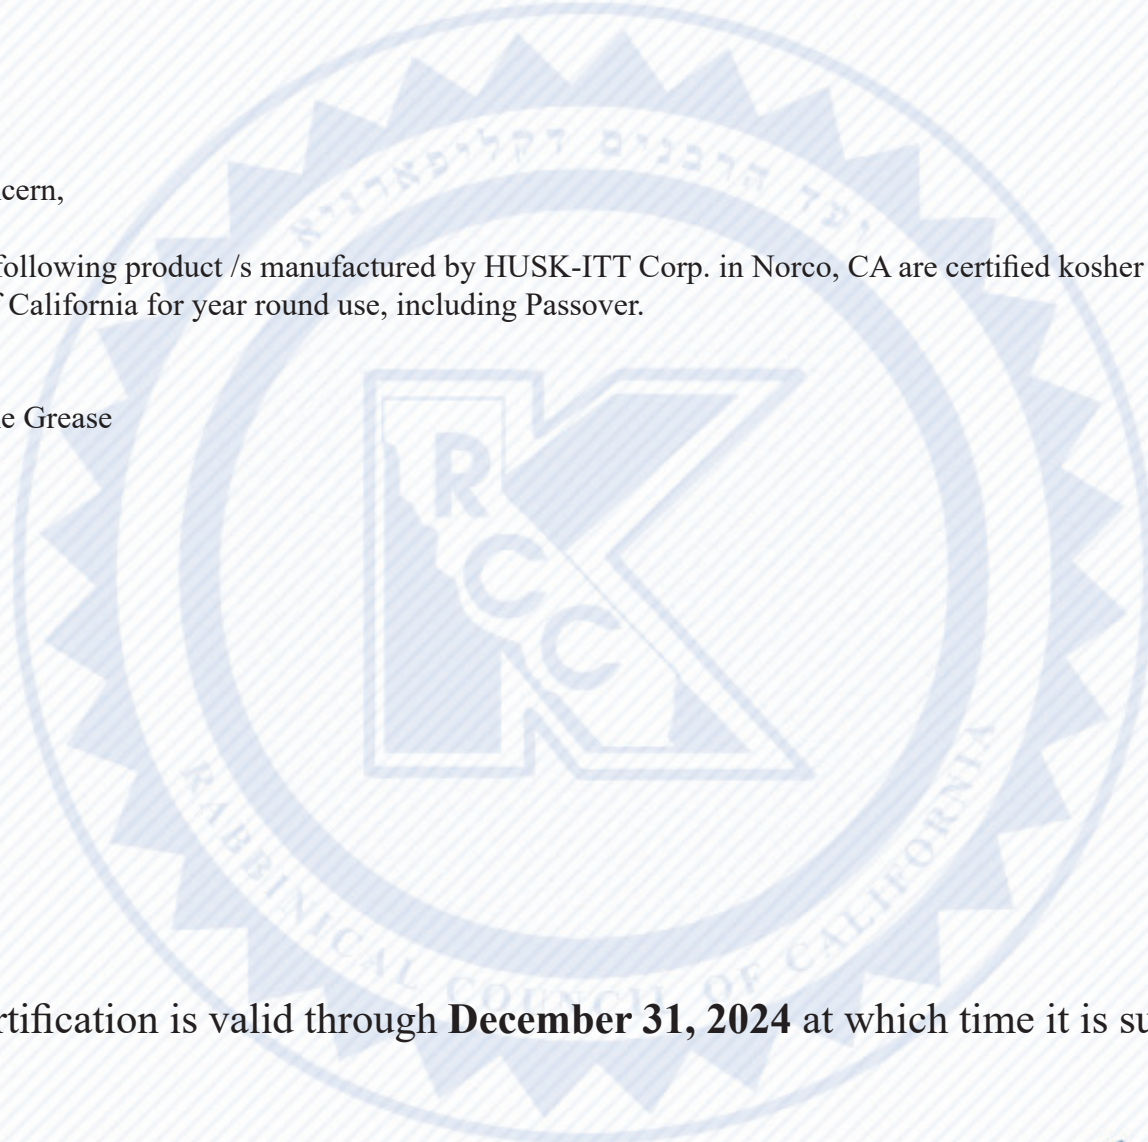 ועד הרבנים דקליפארניא
cern,
following product /s manufactured by HUSK-ITT Corp. in Norco, CA are certified kosher
f California for year round use, including Passover.
e Grease
R
C
C
RABBINICAL COUNCIL OF CALIFORNIA
rtification is valid through December 31, 2024 at which time it is su